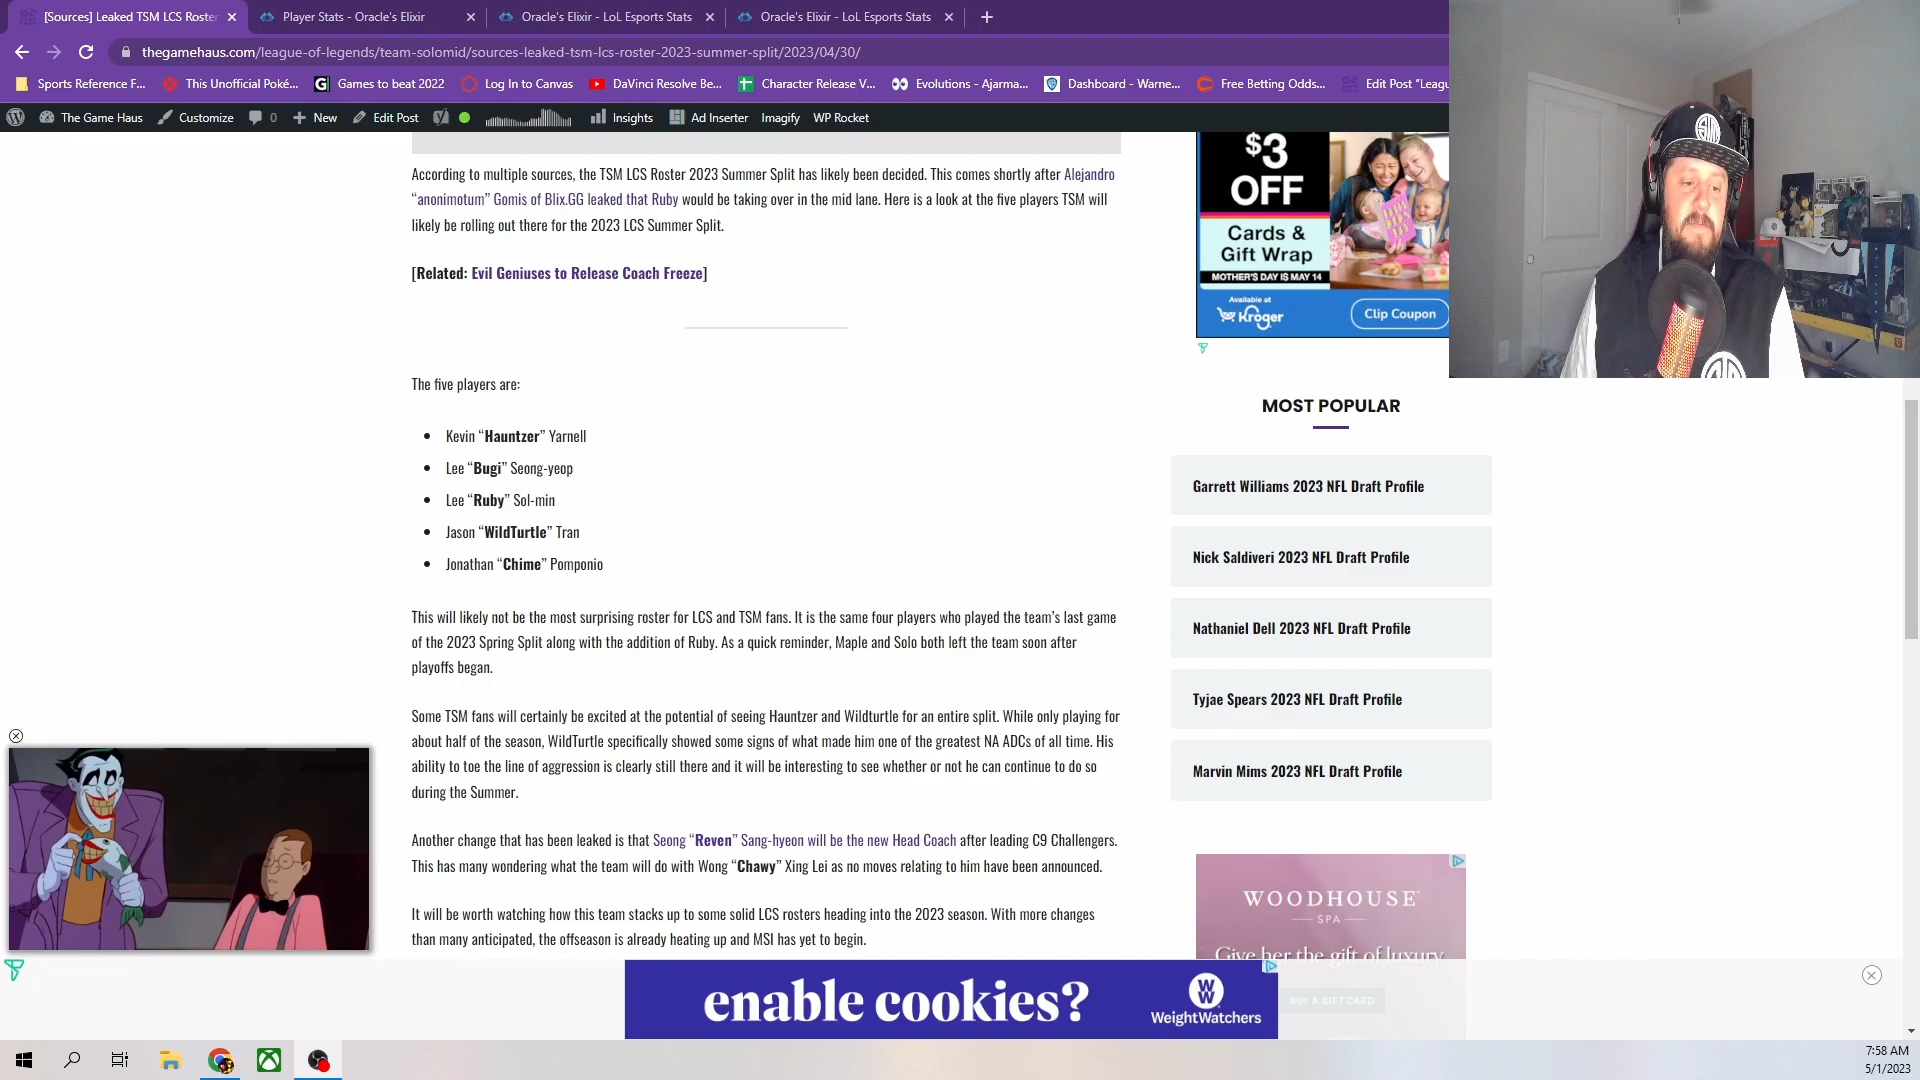 [Sources] Leaked TSM LCS Roster
Player Stats - Oracle's Elixir
Oracle's Elixir - LoL Esports Stats
Oracle's Elixir - LoL Esports Stats
thegamehaus.com/league-of-legends/team-solomid/sources-leaked-tsm-lcs-roster-2023-summer-split/2023/04/30/
Sports Reference F...
This Unofficial Poké...
Games to beat 2022
Log In to Canvas
DaVinci Resolve Be...
Character Release V...
Evolutions - Ajarma...
Dashboard - Warne...
Free Betting Odds...
Edit Post "Leagu
The Game Haus
Customize
0
New
Edit Post
Insights
Ad Inserter
Imagify
WP Rocket
According to multiple sources, the TSM LCS Roster 2023 Summer Split has likely been decided. This comes shortly after Alejandro
“anonimotum” Gomis of Blix.GG leaked that Ruby would be taking over in the mid lane. Here is a look at the five players TSM will
likely be rolling out there for the 2023 LCS Summer Split.
[Related: Evil Geniuses to Release Coach Freeze]
The five players are:
Kevin “Hauntzer” Yarnell
Lee “Bugi” Seong-yeop
Lee “Ruby” Sol-min
Jason “WildTurtle” Tran
Jonathan “Chime” Pomponio
This will likely not be the most surprising roster for LCS and TSM fans. It is the same four players who played the team’s last game
of the 2023 Spring Split along with the addition of Ruby. As a quick reminder, Maple and Solo both left the team soon after
playoffs began.
Some TSM fans will certainly be excited at the potential of seeing Hauntzer and Wildturtle for an entire split. While only playing for
about half of the season, WildTurtle specifically showed some signs of what made him one of the greatest NA ADCs of all time. His
ability to toe the line of aggression is clearly still there and it will be interesting to see whether or not he can continue to do so
during the Summer.
Another change that has been leaked is that Seong “Reven” Sang-hyeon will be the new Head Coach after leading C9 Challengers.
This has many wondering what the team will do with Wong “Chawy” Xing Lei as no moves relating to him have been announced.
It will be worth watching how this team stacks up to some solid LCS rosters heading into the 2023 season. With more changes
than many anticipated, the offseason is already heating up and MSI has yet to begin.
$3
OFF
Cards &
Gift Wrap
MOTHER'S DAY IS MAY 14
Available at
Kroger
Clip Coupon
MOST POPULAR
Garrett Williams 2023 NFL Draft Profile
Nick Saldiveri 2023 NFL Draft Profile
Nathaniel Dell 2023 NFL Draft Profile
Tyjae Spears 2023 NFL Draft Profile
Marvin Mims 2023 NFL Draft Profile
WOODHOUSE
SPA
Give her the gift of luxury
BUY A GIFT CARD
enable cookies?
WW
WeightWatchers
7:58 AM
5/1/2023